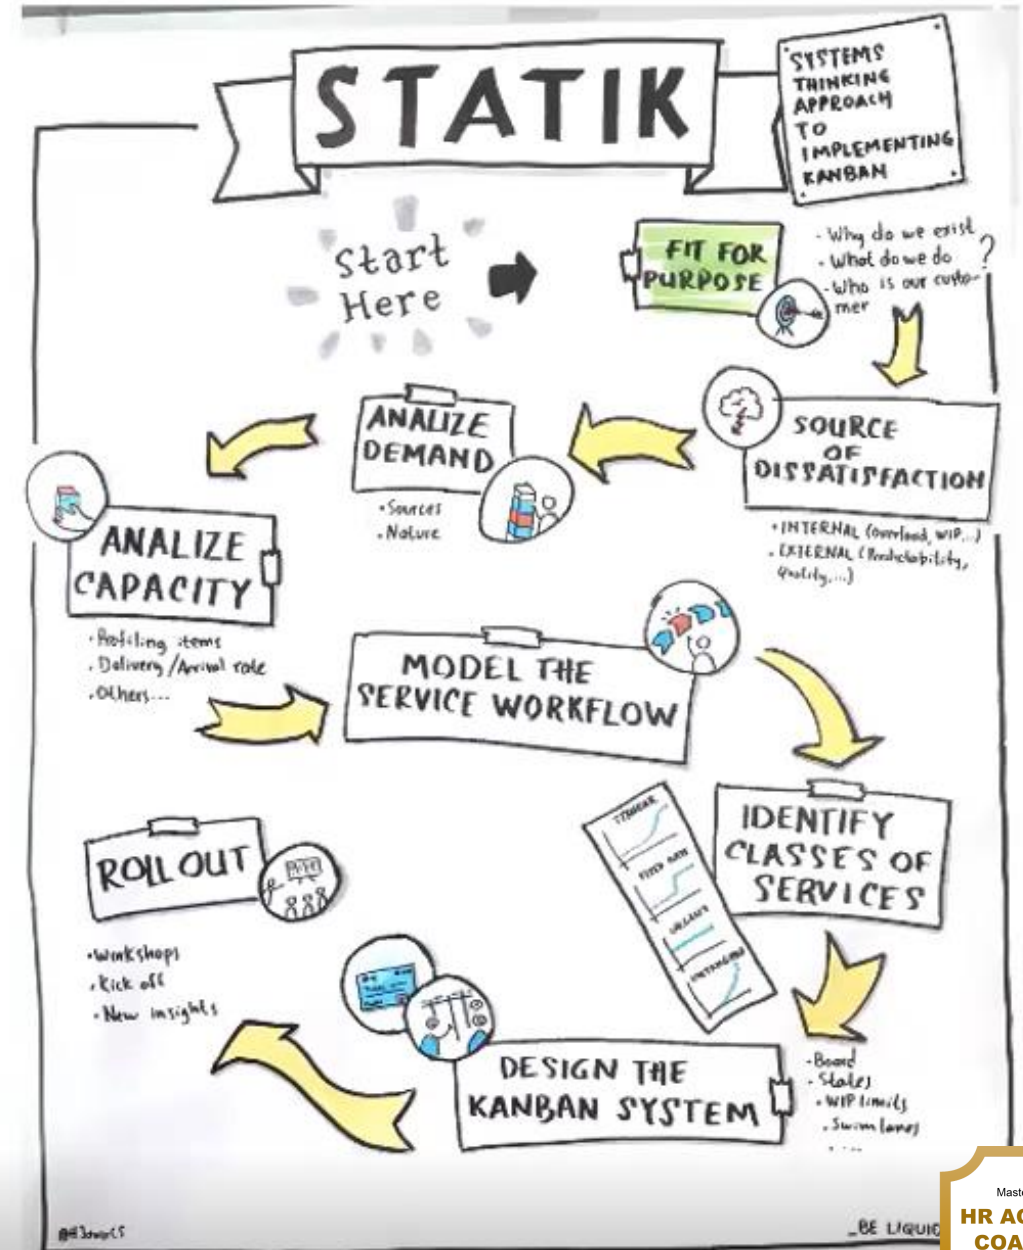 STATIK
SYSTEMS
THINKING
APPROACH
TO
IMPLEMENTING
KANBAN
Start
Here
FIT FOR
PURPOSE
· Why do we exist
· What do we do
· Who is our custo-
mer
?
SOURCE
OF
DISSATISFACTION
· INTERNAL (overload, WIP...)
· EXTERNAL (Predictability,
Quality,...)
ANALIZE
DEMAND
· Sources
· Nature
ANALIZE
CAPACITY
· Profiling items
· Delivery/Arrival rate
· Others...
MODEL THE
SERVICE WORKFLOW
IDENTIFY
CLASSES OF
SERVICES
STANDAR
FIXED DATE
URGENT
INTANGIBLE
DESIGN THE
KANBAN SYSTEM
· Board
· States
· WIP limits
· Swimlanes
· ...
ROLL OUT
· Workshops
· Kick off
· New insights
_BE LIQUID
Maste
HR AG
COA